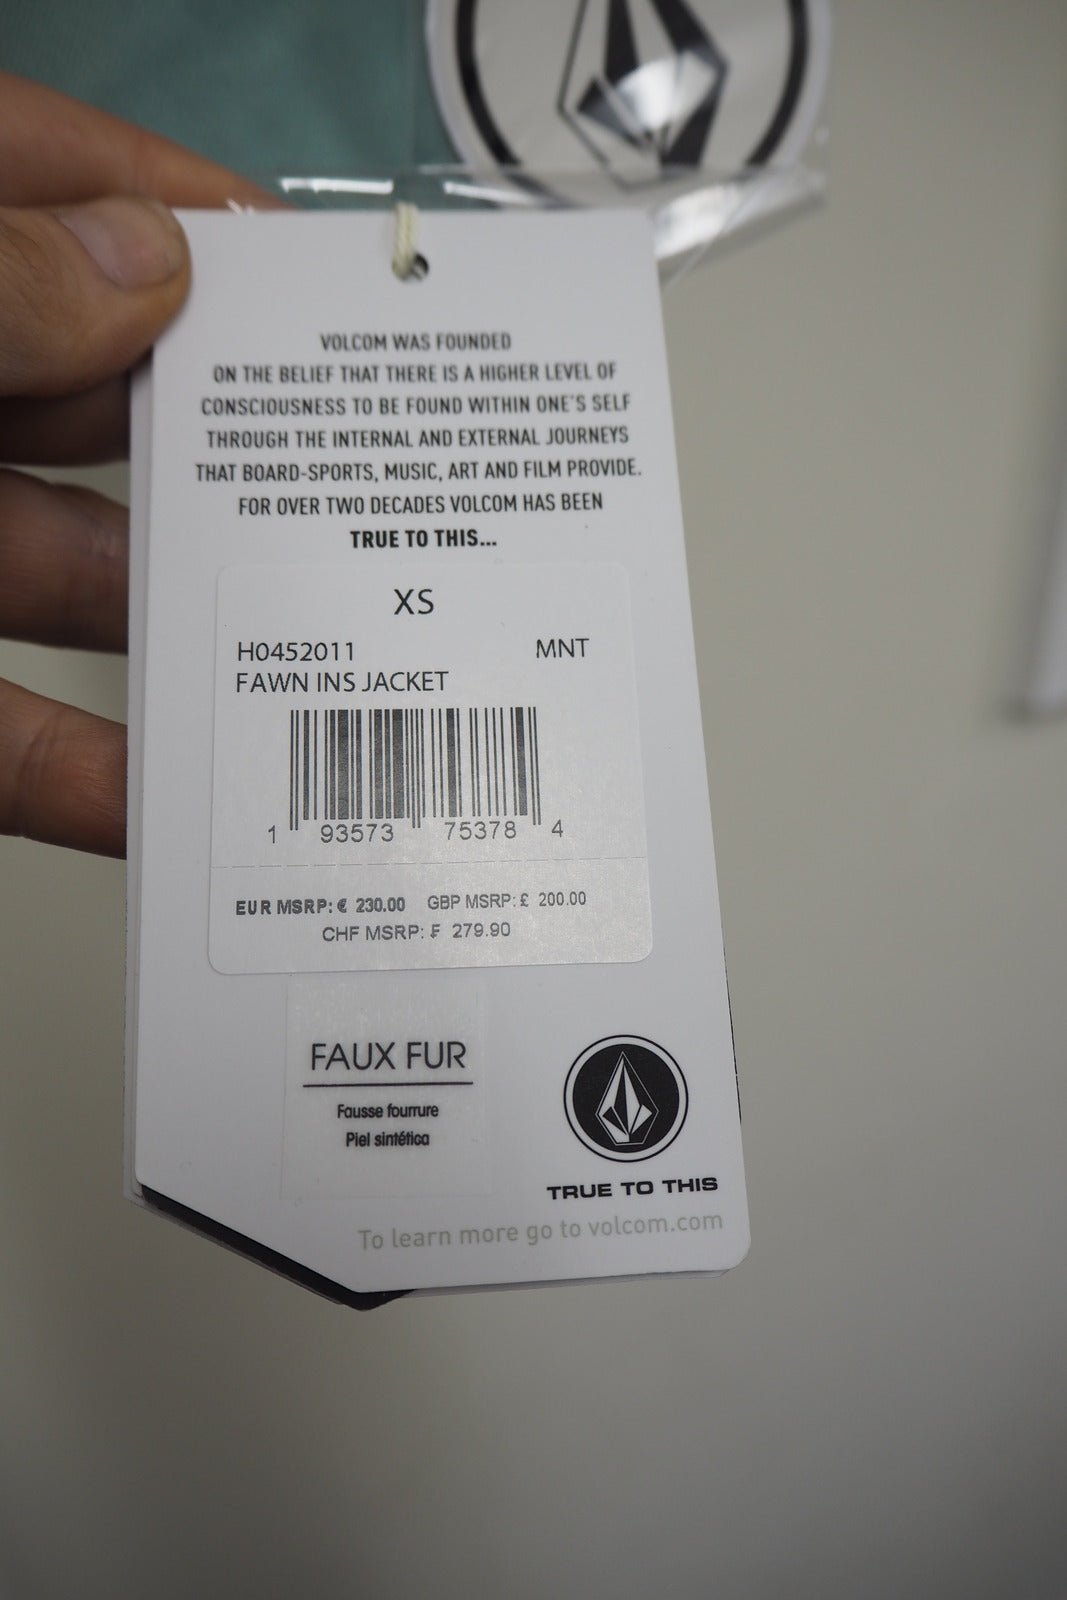 VOLCOM WAS FOUNDED
ON THE BELIEF THAT THERE IS A HIGHER LEVEL OF
CONSCIOUSNESS TO BE FOUND WITHIN ONE'S SELF
THROUGH THE INTERNAL AND EXTERNAL JOURNEYS
THAT BOARD-SPORTS, MUSIC, ART AND FILM PROVIDE.
FOR OVER TWO DECADES VOLCOM HAS BEEN
TRUE TO THIS...
XS
H0452011 MNT
FAWN INS JACKET
1 93573 75378 4
EUR MSRP: € 230.00 GBP MSRP: £ 200.00
CHF MSRP: ₣ 279.90
FAUX FUR
Fausse fourrure
Piel sintética
TRUE TO THIS
To learn more go to volcom.com